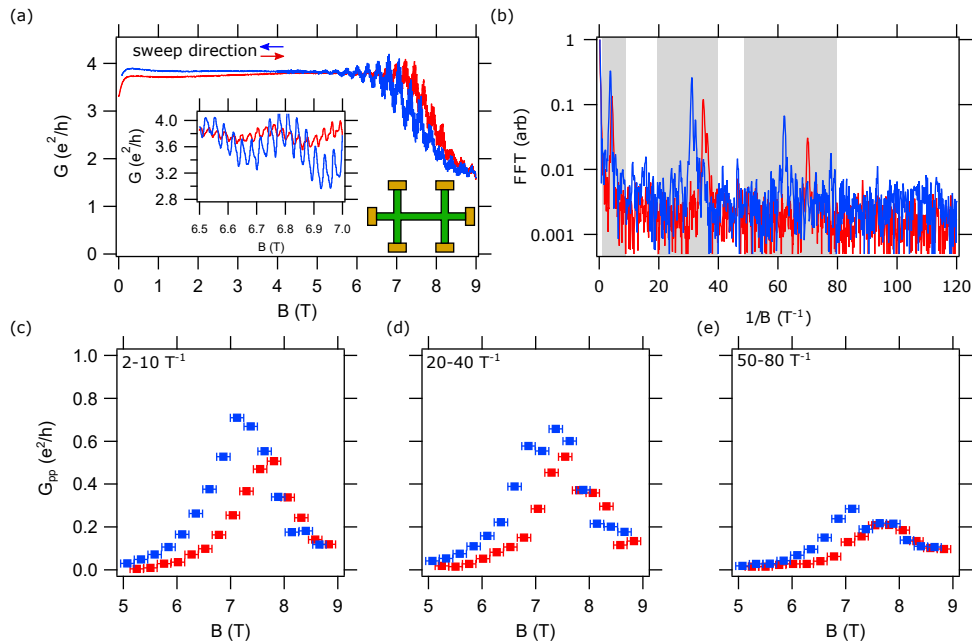 (a)
sweep direction
G (e²/h)
4
3
2
1
0
0 1 2 3 4 5 6 7 8 9
B (T)
G (e²/h)
4.0
3.6
3.2
2.8
6.5 6.6 6.7 6.8 6.9 7.0
B (T)
(b)
FFT (arb)
1
0.1
0.01
0.001
0 20 40 60 80 100 120
1/B (T⁻¹)
(c)
2-10 T⁻¹
Gpp (e²/h)
1.0
0.8
0.6
0.4
0.2
0.0
5 6 7 8 9
B (T)
(d)
20-40 T⁻¹
5 6 7 8 9
B (T)
(e)
50-80 T⁻¹
5 6 7 8 9
B (T)